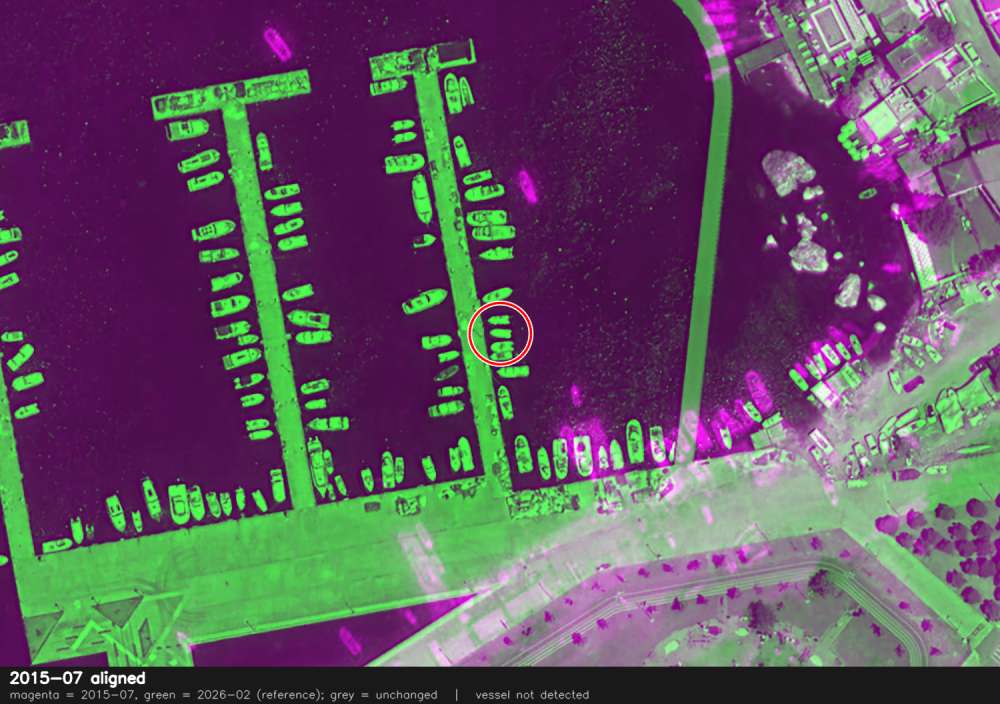 2015-07 aligned
magenta = 2015-07, green = 2026-02 (reference); grey = unchanged | vessel not detected